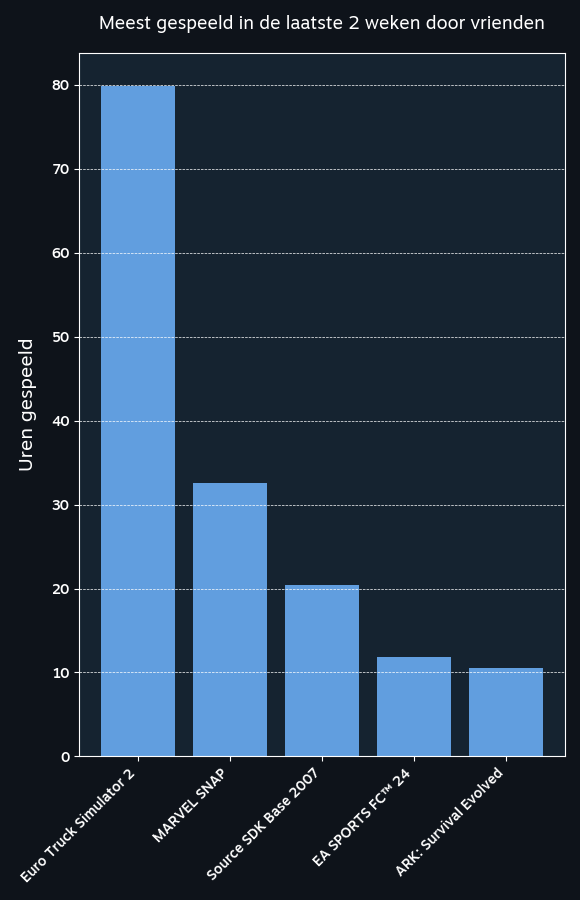 Meest gespeeld in de laatste 2 weken door vrienden
Uren gespeeld
80
70
60
50
40
30
20
10
0
Euro Truck Simulator 2
MARVEL SNAP
Source SDK Base 2007
EA SPORTS FC™ 24
ARK: Survival Evolved